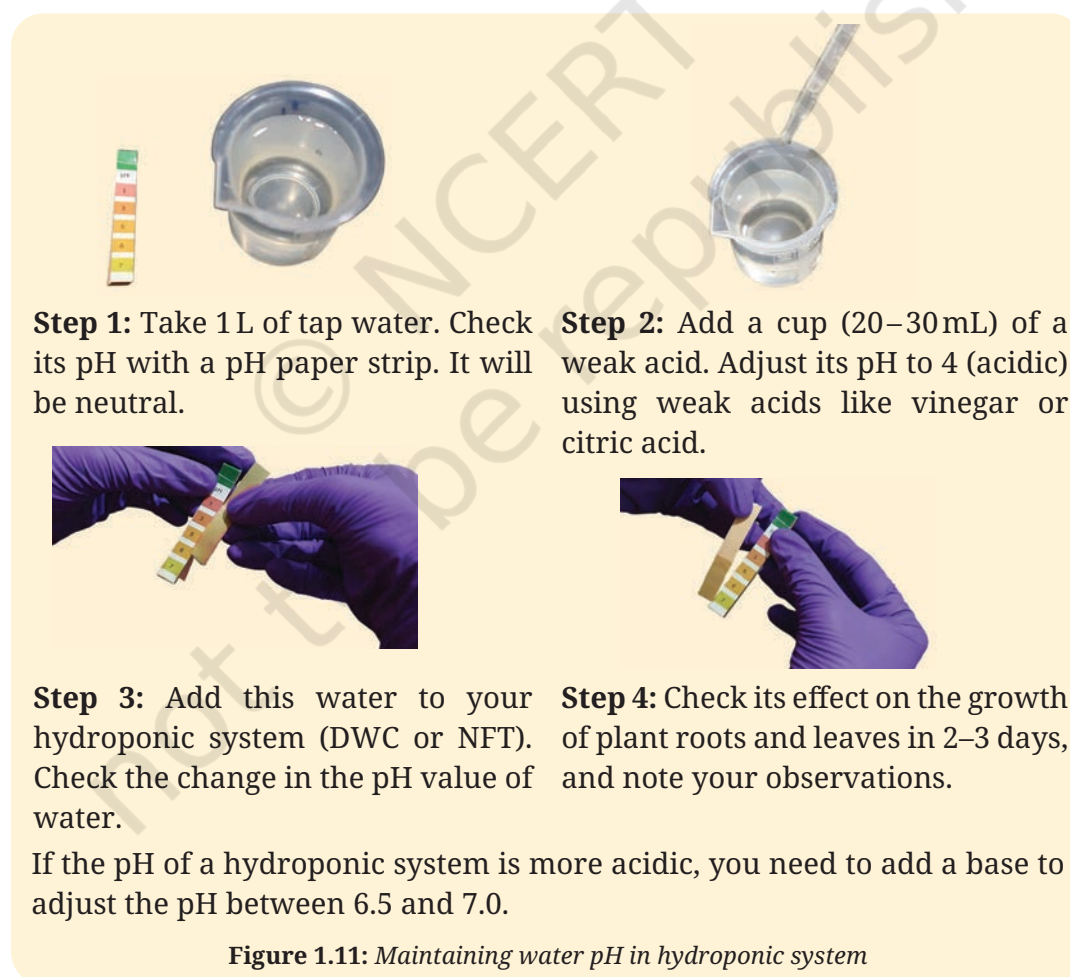 © NCERT
not to be republish
Step 1: Take 1 L of tap water. Check
its pH with a pH paper strip. It will
be neutral.
Step 2: Add a cup (20–30 mL) of a
weak acid. Adjust its pH to 4 (acidic)
using weak acids like vinegar or
citric acid.
Step 3: Add this water to your
hydroponic system (DWC or NFT).
Check the change in the pH value of
water.
Step 4: Check its effect on the growth
of plant roots and leaves in 2–3 days,
and note your observations.
If the pH of a hydroponic system is more acidic, you need to add a base to
adjust the pH between 6.5 and 7.0.
Figure 1.11: Maintaining water pH in hydroponic system